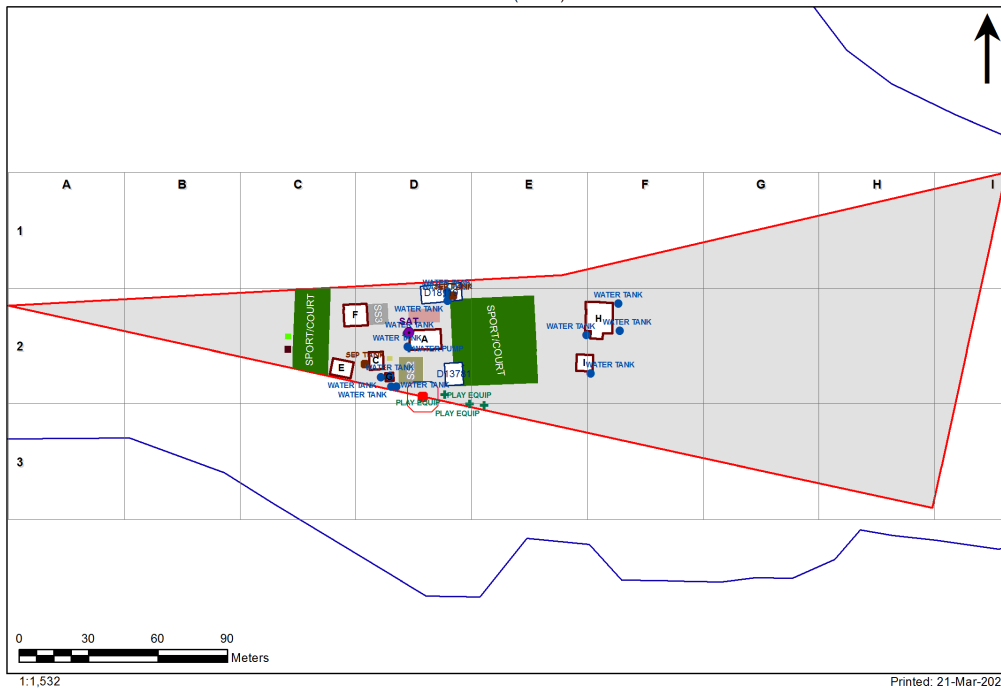 A B C D E F G H I
1
WATER TANK
WATER TANK
WATER TANK
SPORT/COURT
F
SS3
SAT
WATER TANK
WATER TANK
A
WATER PUMP
SPORT/COURT
H
WATER TANK
WATER TANK
2
SEP TANK
C
E
WATER TANK
G
D13781
I
WATER TANK
WATER TANK
WATER TANK
WATER TANK
PLAY EQUIP
PLAY EQUIP
PLAY EQUIP
3
0 30 60 90
Meters
1:1,532
Printed: 21-Mar-202